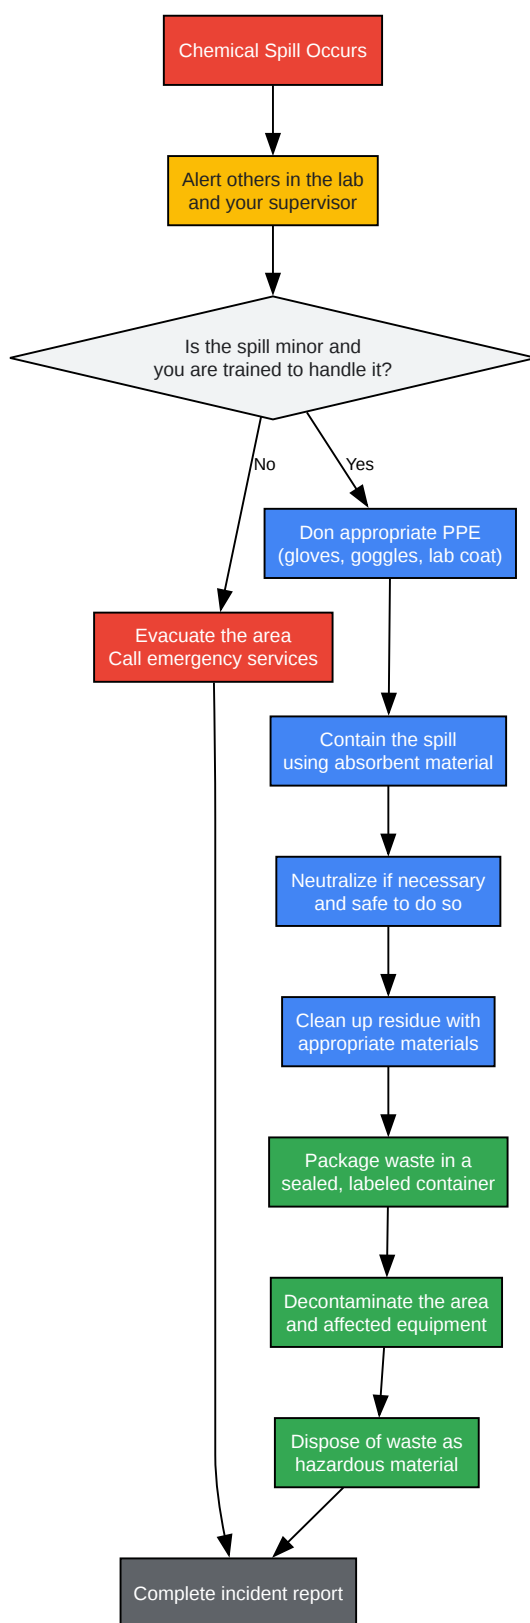 Chemical Spill Occurs
Alert others in the lab
and your supervisor
Is the spill minor and
you are trained to handle it?
No
Yes
Don appropriate PPE
(gloves, goggles, lab coat)
Evacuate the area
Call emergency services
Contain the spill
using absorbent material
Neutralize if necessary
and safe to do so
Clean up residue with
appropriate materials
Package waste in a
sealed, labeled container
Decontaminate the area
and affected equipment
Dispose of waste as
hazardous material
Complete incident report